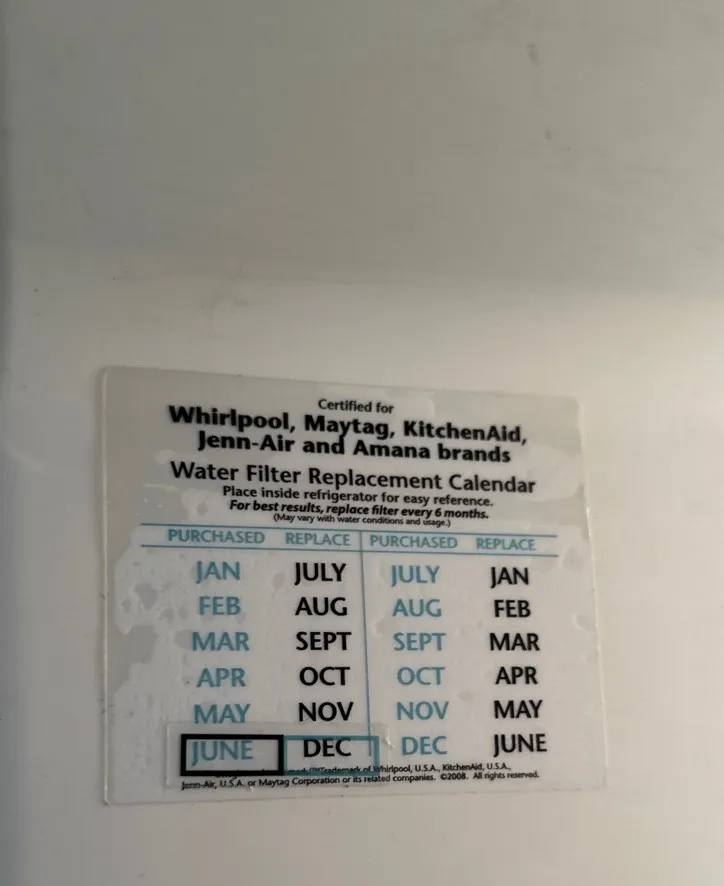 Certified for
Whirlpool, Maytag, KitchenAid,
Jenn-Air and Amana brands
Water Filter Replacement Calendar
Place inside refrigerator for easy reference.
For best results, replace filter every 6 months.
(May vary with water conditions and usage.)
PURCHASED REPLACE PURCHASED REPLACE
JAN JULY JULY JAN
FEB AUG AUG FEB
MAR SEPT SEPT MAR
APR OCT OCT APR
MAY NOV NOV MAY
JUNE DEC DEC JUNE
Trademark of Whirlpool, U.S.A., KitchenAid, U.S.A.,
Jenn-Air, U.S.A. or Maytag Corporation or its related companies. ©2008. All rights reserved.